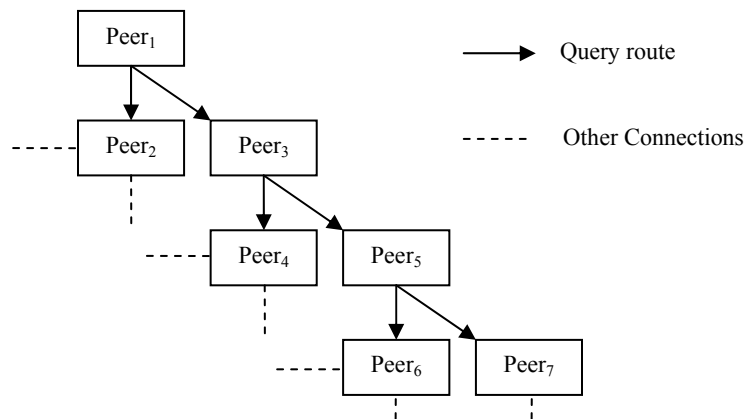 Peer₁
Query route
Peer₂
Peer₃
Other Connections
Peer₄
Peer₅
Peer₆
Peer₇